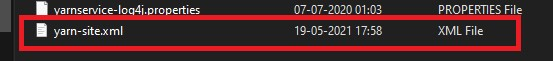 yarnservice-log4j.properties 07-07-2020 01:03 PROPERTIES File
yarn-site.xml 19-05-2021 17:58 XML File